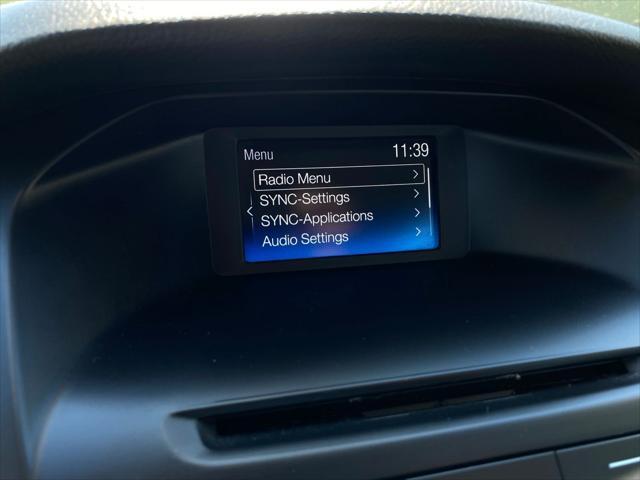 Menu 11:39
Radio Menu
SYNC-Settings
SYNC-Applications
Audio Settings